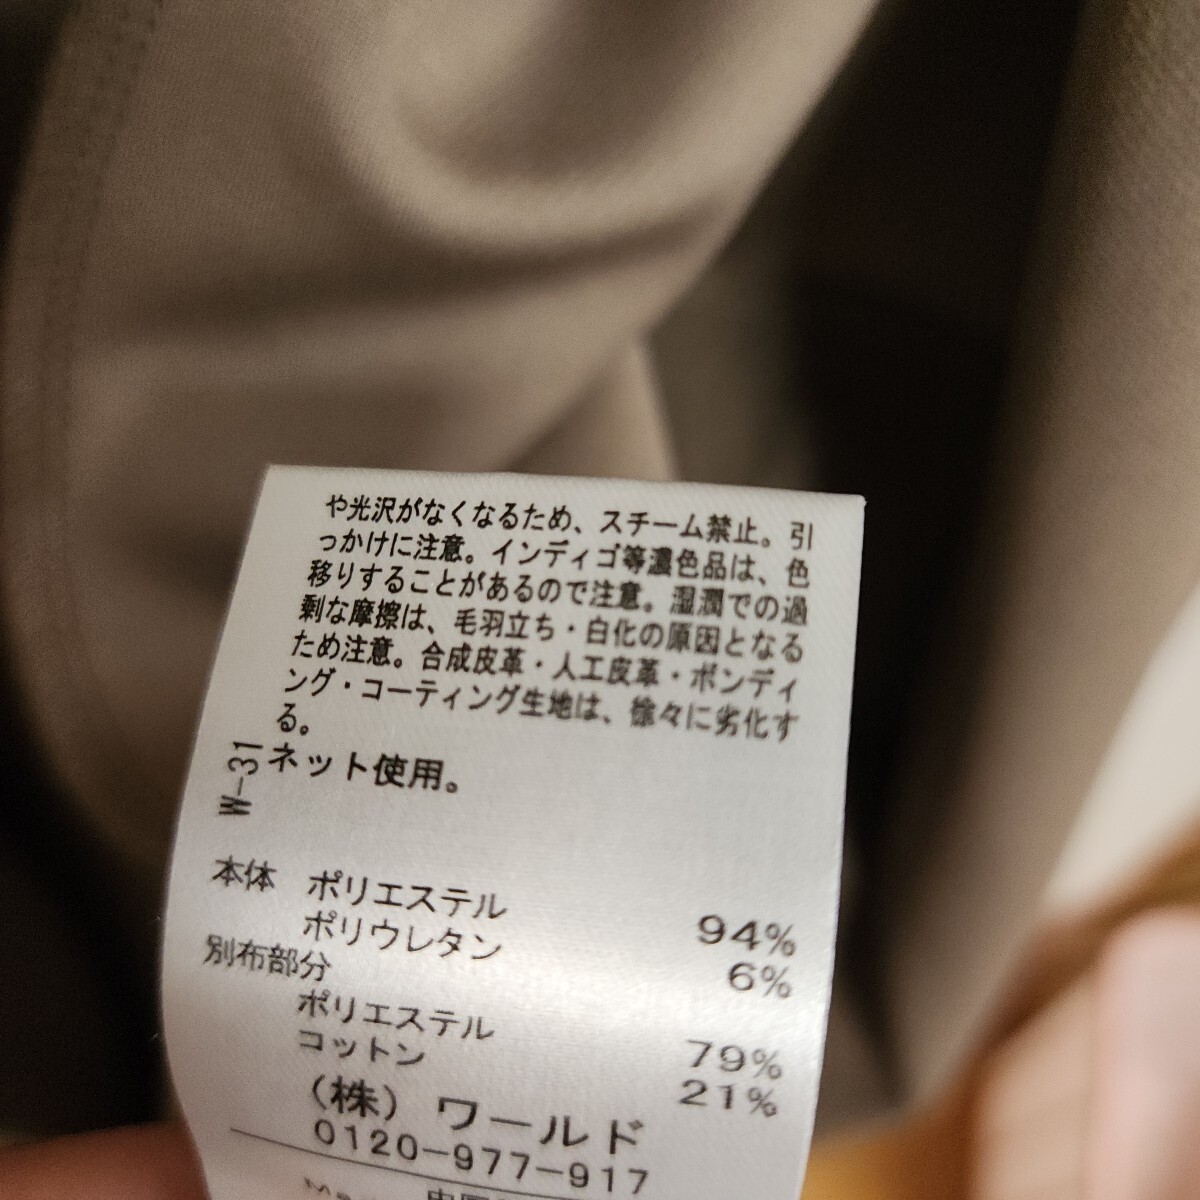 や光沢がなくなるため、スチーム禁止。引
っかけに注意。インディゴ等濃色品は、色
移りすることがあるので注意。湿潤での過
剰な摩擦は、毛羽立ち・白化の原因となる
ため注意。合成皮革・人工皮革・ボンディ
ング・コーティング生地は、徐々に劣化す
る。
ネット使用。
W-31
本体 ポリエステル 94%
ポリウレタン 6%
別布部分
ポリエステル 79%
コットン 21%
(株) ワールド
0120-977-917